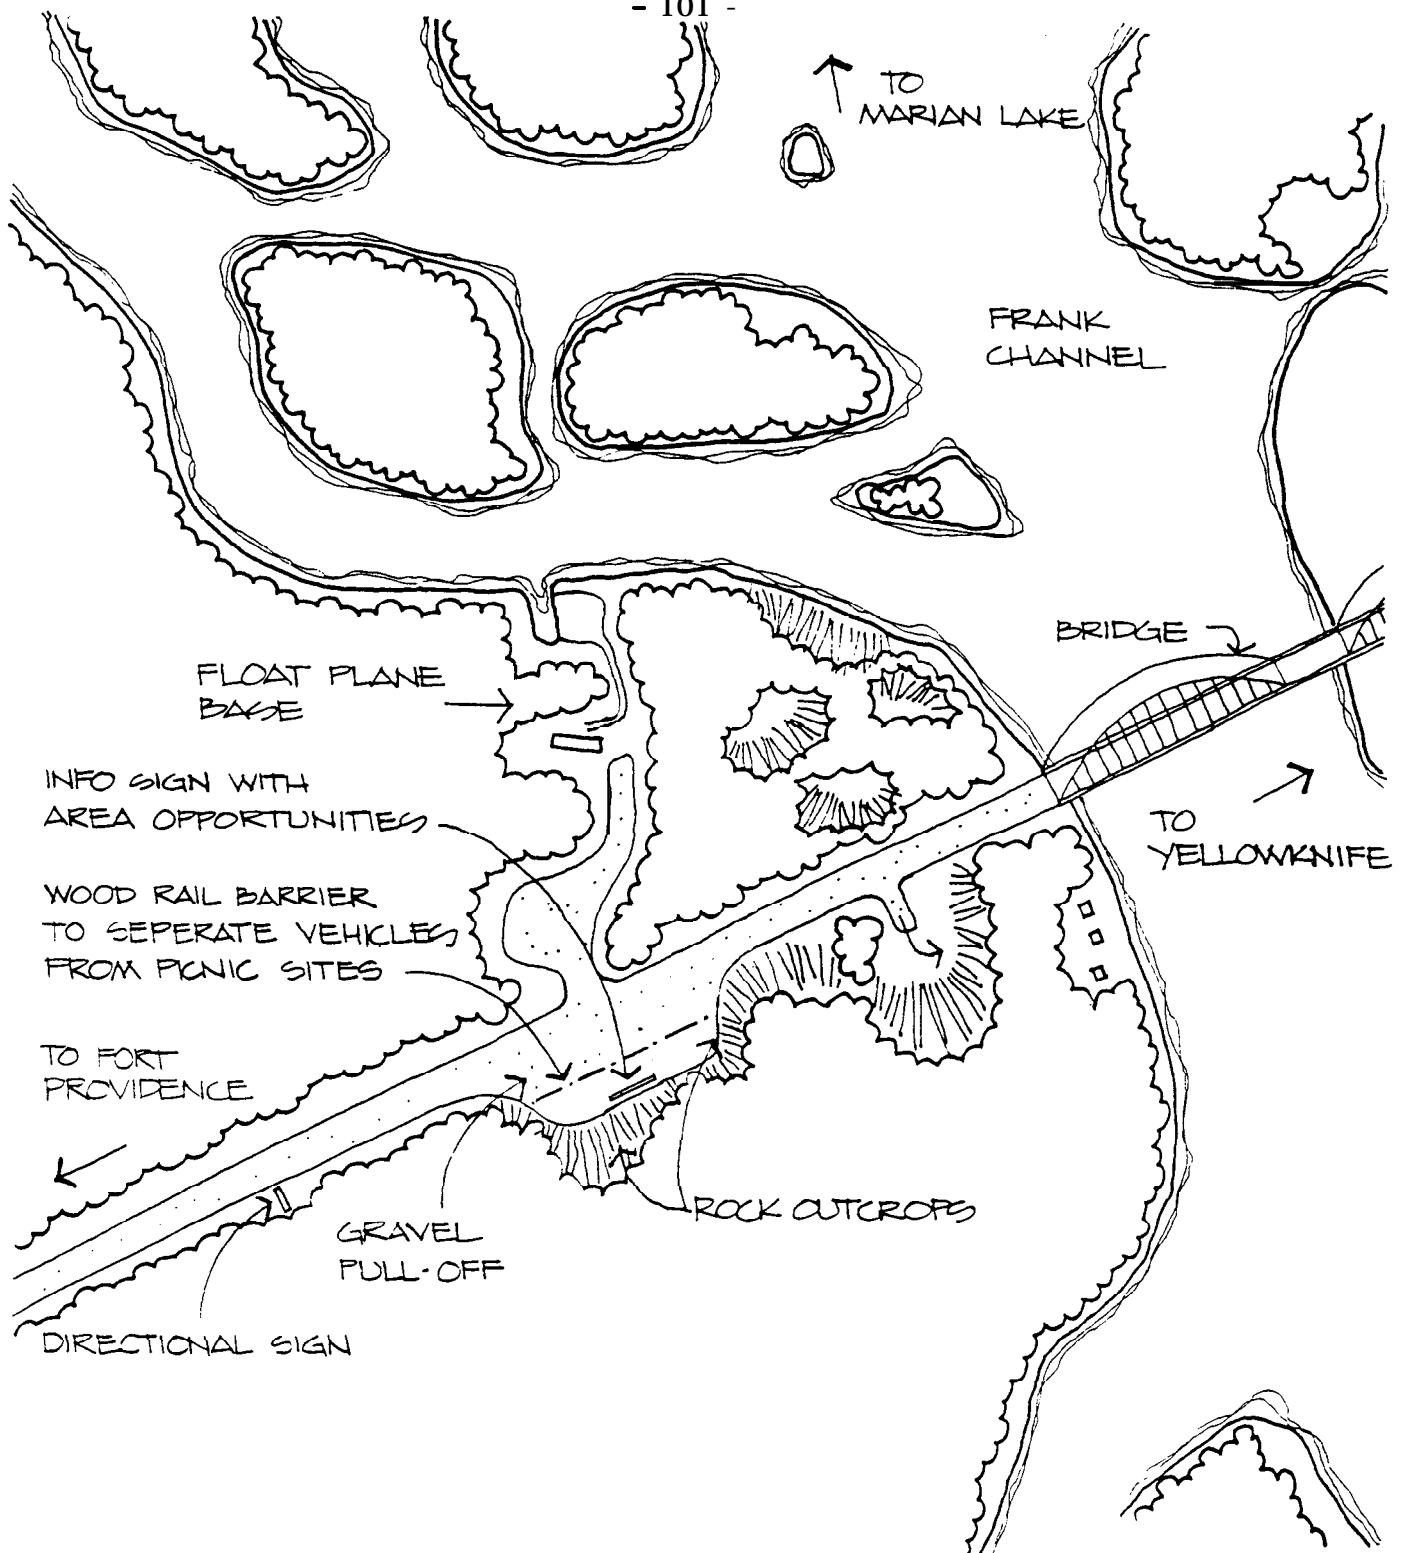 - 101 -
TO
MARIAN LAKE
FRANK
CHANNEL
BRIDGE
FLOAT PLANE
BASE
INFO SIGN WITH
AREA OPPORTUNITIES
TO
YELLOWKNIFE
WOOD RAIL BARRIER
TO SEPERATE VEHICLES
FROM PICNIC SITES
TO FORT
PROVIDENCE
ROCK OUTCROPS
GRAVEL
PULL-OFF
DIRECTIONAL SIGN